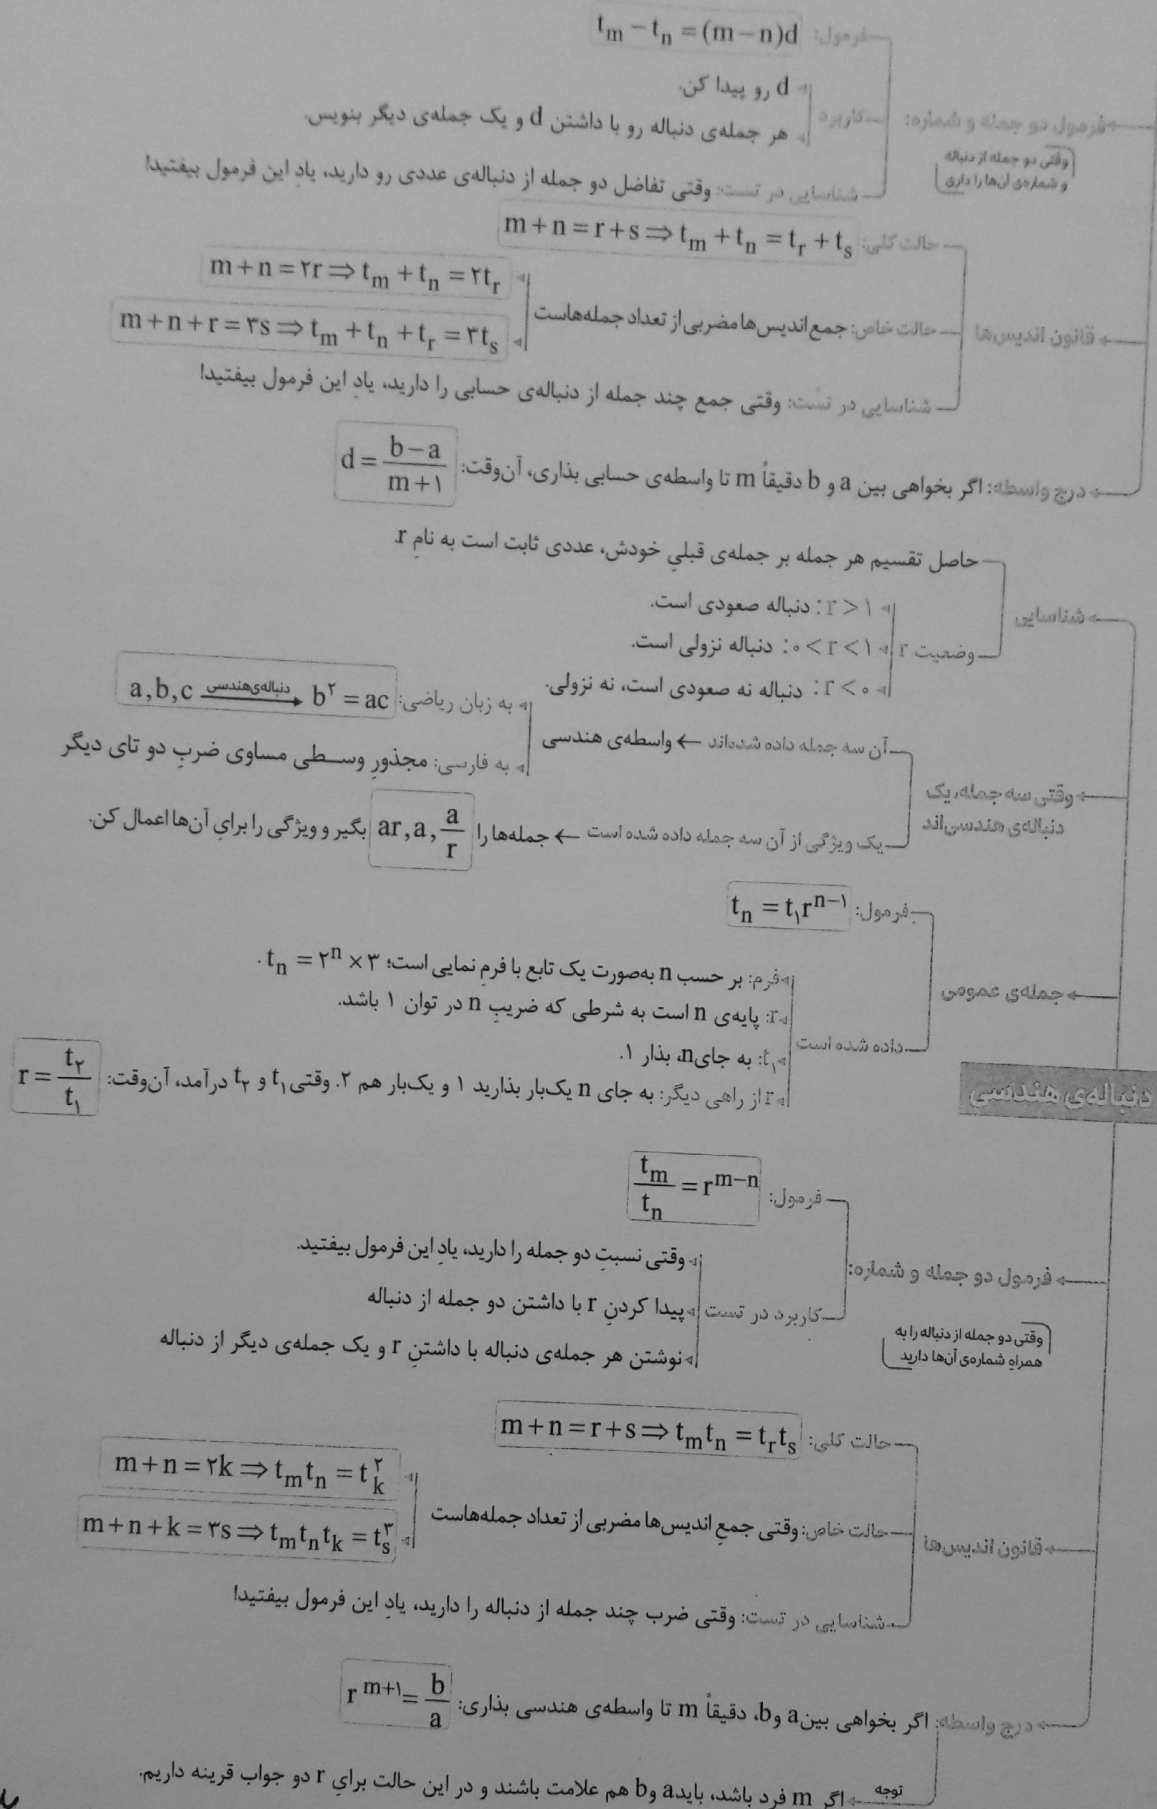 فرمول: t_m − t_n = (m − n)d
d رو پیدا کن.
فرمول دو جمله و شماره: کاربرد
هر جمله‌ی دنباله رو با داشتن d و یک جمله‌ی دیگر بنویس.
وقتی دو جمله از دنباله
و شماره‌ی آن‌ها را داری
شناسایی در تست: وقتی تفاضل دو جمله از دنباله‌ی عددی رو دارید، یادِ این فرمول بیفتید!
حالت کلی: m + n = r + s ⇒ t_m + t_n = t_r + t_s
m + n = ۲r ⇒ t_m + t_n = ۲t_r
قانون اندیس‌ها حالت خاص: جمع اندیس‌ها مضربی از تعداد جمله‌هاست
m + n + r = ۳s ⇒ t_m + t_n + t_r = ۳t_s
شناسایی در تست: وقتی جمع چند جمله از دنباله‌ی حسابی را دارید، یادِ این فرمول بیفتید!
درج واسطه: اگر بخواهی بین a و b دقیقاً m تا واسطه‌ی حسابی بذاری، آن‌وقت: d = (b − a)/(m + ۱)
حاصل تقسیم هر جمله بر جمله‌ی قبلیِ خودش، عددی ثابت است به نامِ r.
شناسایی
r > ۱: دنباله صعودی است.
وضعیت r ۰ < r < ۱: دنباله نزولی است.
r < ۰: دنباله نه صعودی است، نه نزولی.
به زبان ریاضی: a, b, c دنباله‌ی هندسی → b^۲ = ac
آن سه جمله داده شده‌اند ← واسطه‌ی هندسی
به فارسی: مجذورِ وسطی مساوی ضربِ دو تای دیگر
وقتی سه جمله، یک
دنباله‌ی هندسی‌اند
یک ویژگی از آن سه جمله داده شده است ← جمله‌ها را ar, a, a/r بگیر و ویژگی را برایِ آن‌ها اعمال کن.
فرمول: t_n = t_۱r^(n−۱)
جمله‌ی عمومی
فرم: بر حسب n به‌صورت یک تابع با فرمِ نمایی است؛ t_n = ۲^n × ۳.
r: پایه‌ی n است به شرطی که ضریبِ n در توان ۱ باشد.
داده شده است
t_۱: به جای n، بذار ۱.
r از راهی دیگر: به جای n یک‌بار بذارید ۱ و یک‌بار هم ۲. وقتی t_۱ و t_۲ درآمد، آن‌وقت: r = t_۲/t_۱
دنباله‌ی هندسی
فرمول: t_m/t_n = r^(m−n)
وقتی نسبتِ دو جمله را دارید، یادِ این فرمول بیفتید.
فرمول دو جمله و شماره:
کاربرد در تست پیدا کردنِ r با داشتن دو جمله از دنباله
وقتی دو جمله از دنباله را به
همراهِ شماره‌ی آن‌ها دارید
نوشتن هر جمله‌ی دنباله با داشتنِ r و یک جمله‌ی دیگر از دنباله
حالت کلی: m + n = r + s ⇒ t_m t_n = t_r t_s
m + n = ۲k ⇒ t_m t_n = t_k^۲
قانون اندیس‌ها حالت خاص: وقتی جمعِ اندیس‌ها مضربی از تعداد جمله‌هاست
m + n + k = ۳s ⇒ t_m t_n t_k = t_s^۳
شناسایی در تست: وقتی ضرب چند جمله از دنباله را دارید، یادِ این فرمول بیفتید!
درج واسطه: اگر بخواهی بین a و b، دقیقاً m تا واسطه‌ی هندسی بذاری: r^(m+۱) = b/a
توجه اگر m فرد باشد، باید a و b هم علامت باشند و در این حالت برایِ r دو جواب قرینه داریم.